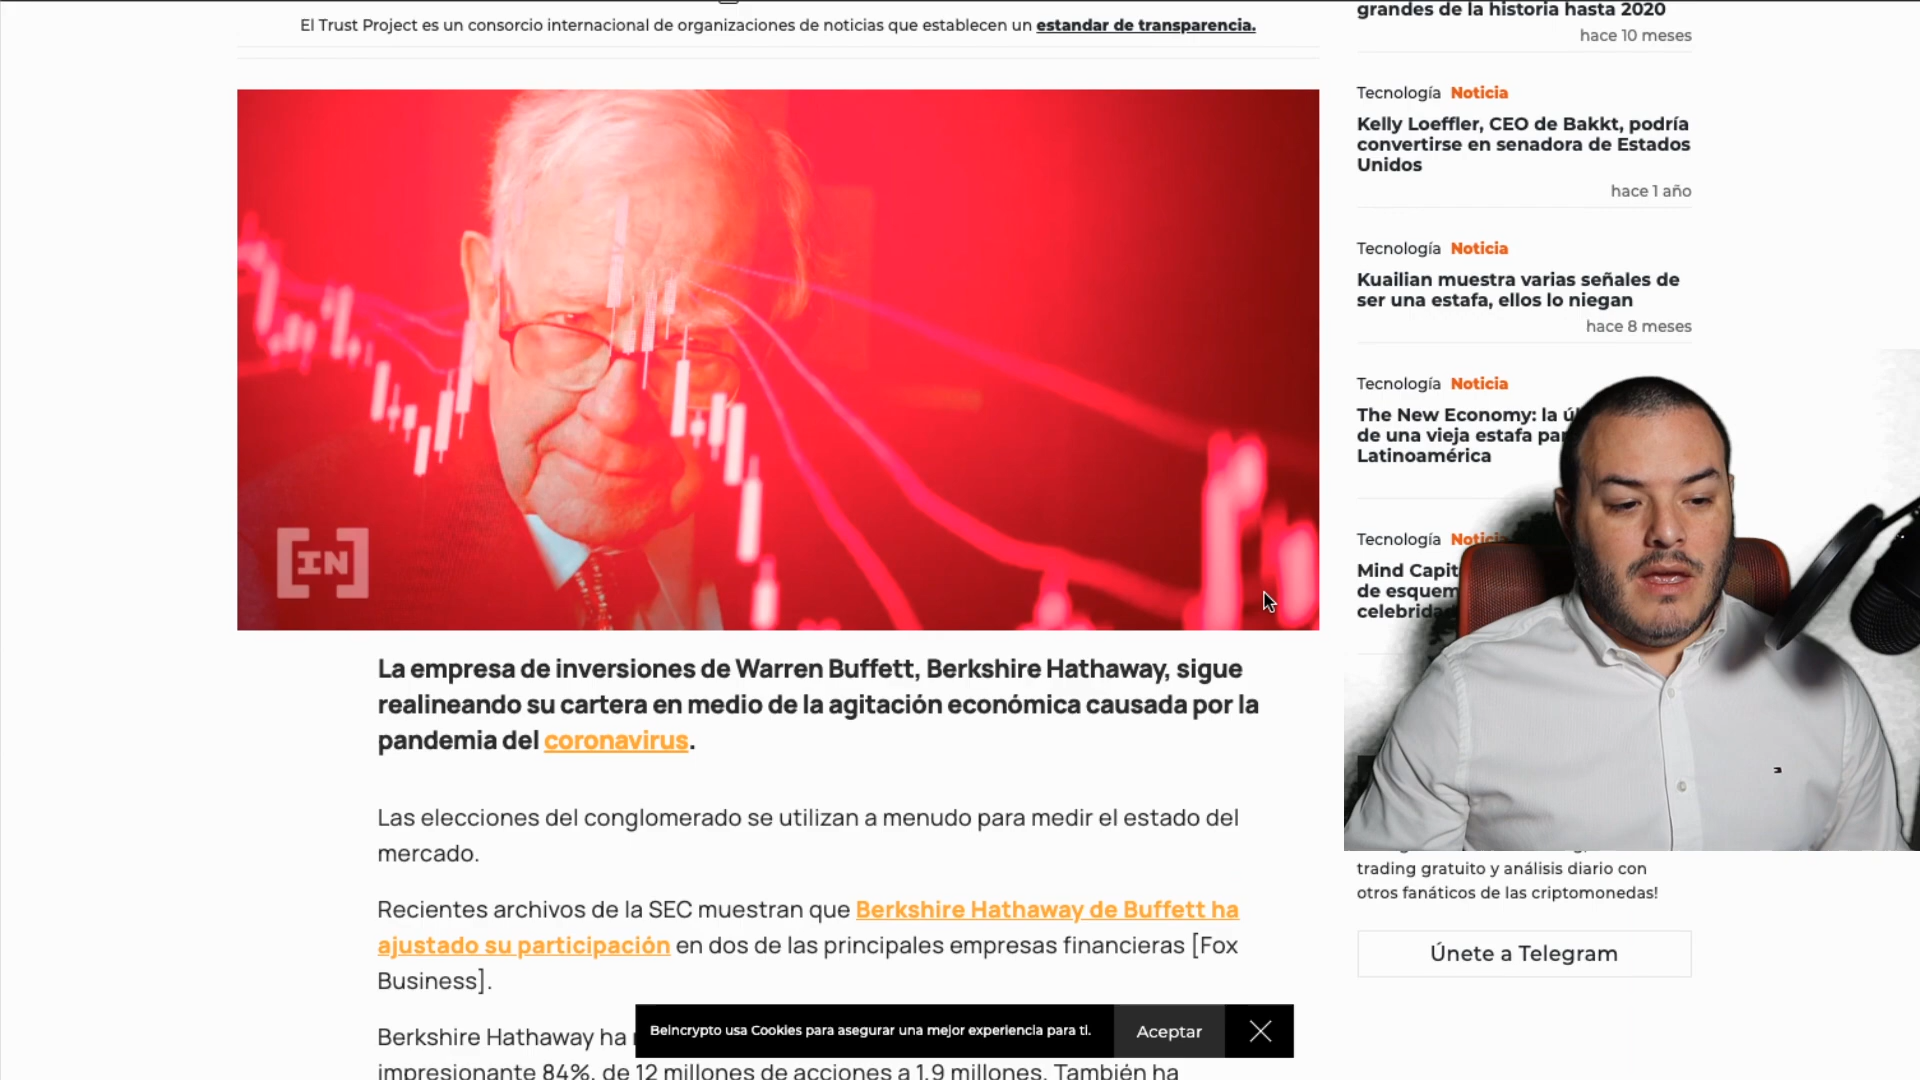 El Trust Project es un consorcio internacional de organizaciones de noticias que establecen un estandar de transparencia.
[IN]
La empresa de inversiones de Warren Buffett, Berkshire Hathaway, sigue
realineando su cartera en medio de la agitación económica causada por la
pandemia del coronavirus.
Las elecciones del conglomerado se utilizan a menudo para medir el estado del
mercado.
Recientes archivos de la SEC muestran que Berkshire Hathaway de Buffett ha
ajustado su participación en dos de las principales empresas financieras [Fox
Business].
Berkshire Hathaway ha
impresionante 84%, de 12 millones de acciones a 1.9 millones. También ha
Beincrypto usa Cookies para asegurar una mejor experiencia para ti.
Aceptar
grandes de la historia hasta 2020
hace 10 meses
Tecnología Noticia
Kelly Loeffler, CEO de Bakkt, podría
convertirse en senadora de Estados
Unidos
hace 1 año
Tecnología Noticia
Kuailian muestra varias señales de
ser una estafa, ellos lo niegan
hace 8 meses
Tecnología Noticia
The New Economy: la
de una vieja estafa
Latinoamérica
Tecnología Noticia
Mind
de
trading gratuito y análisis diario con
otros fanáticos de las criptomonedas!
Únete a Telegram